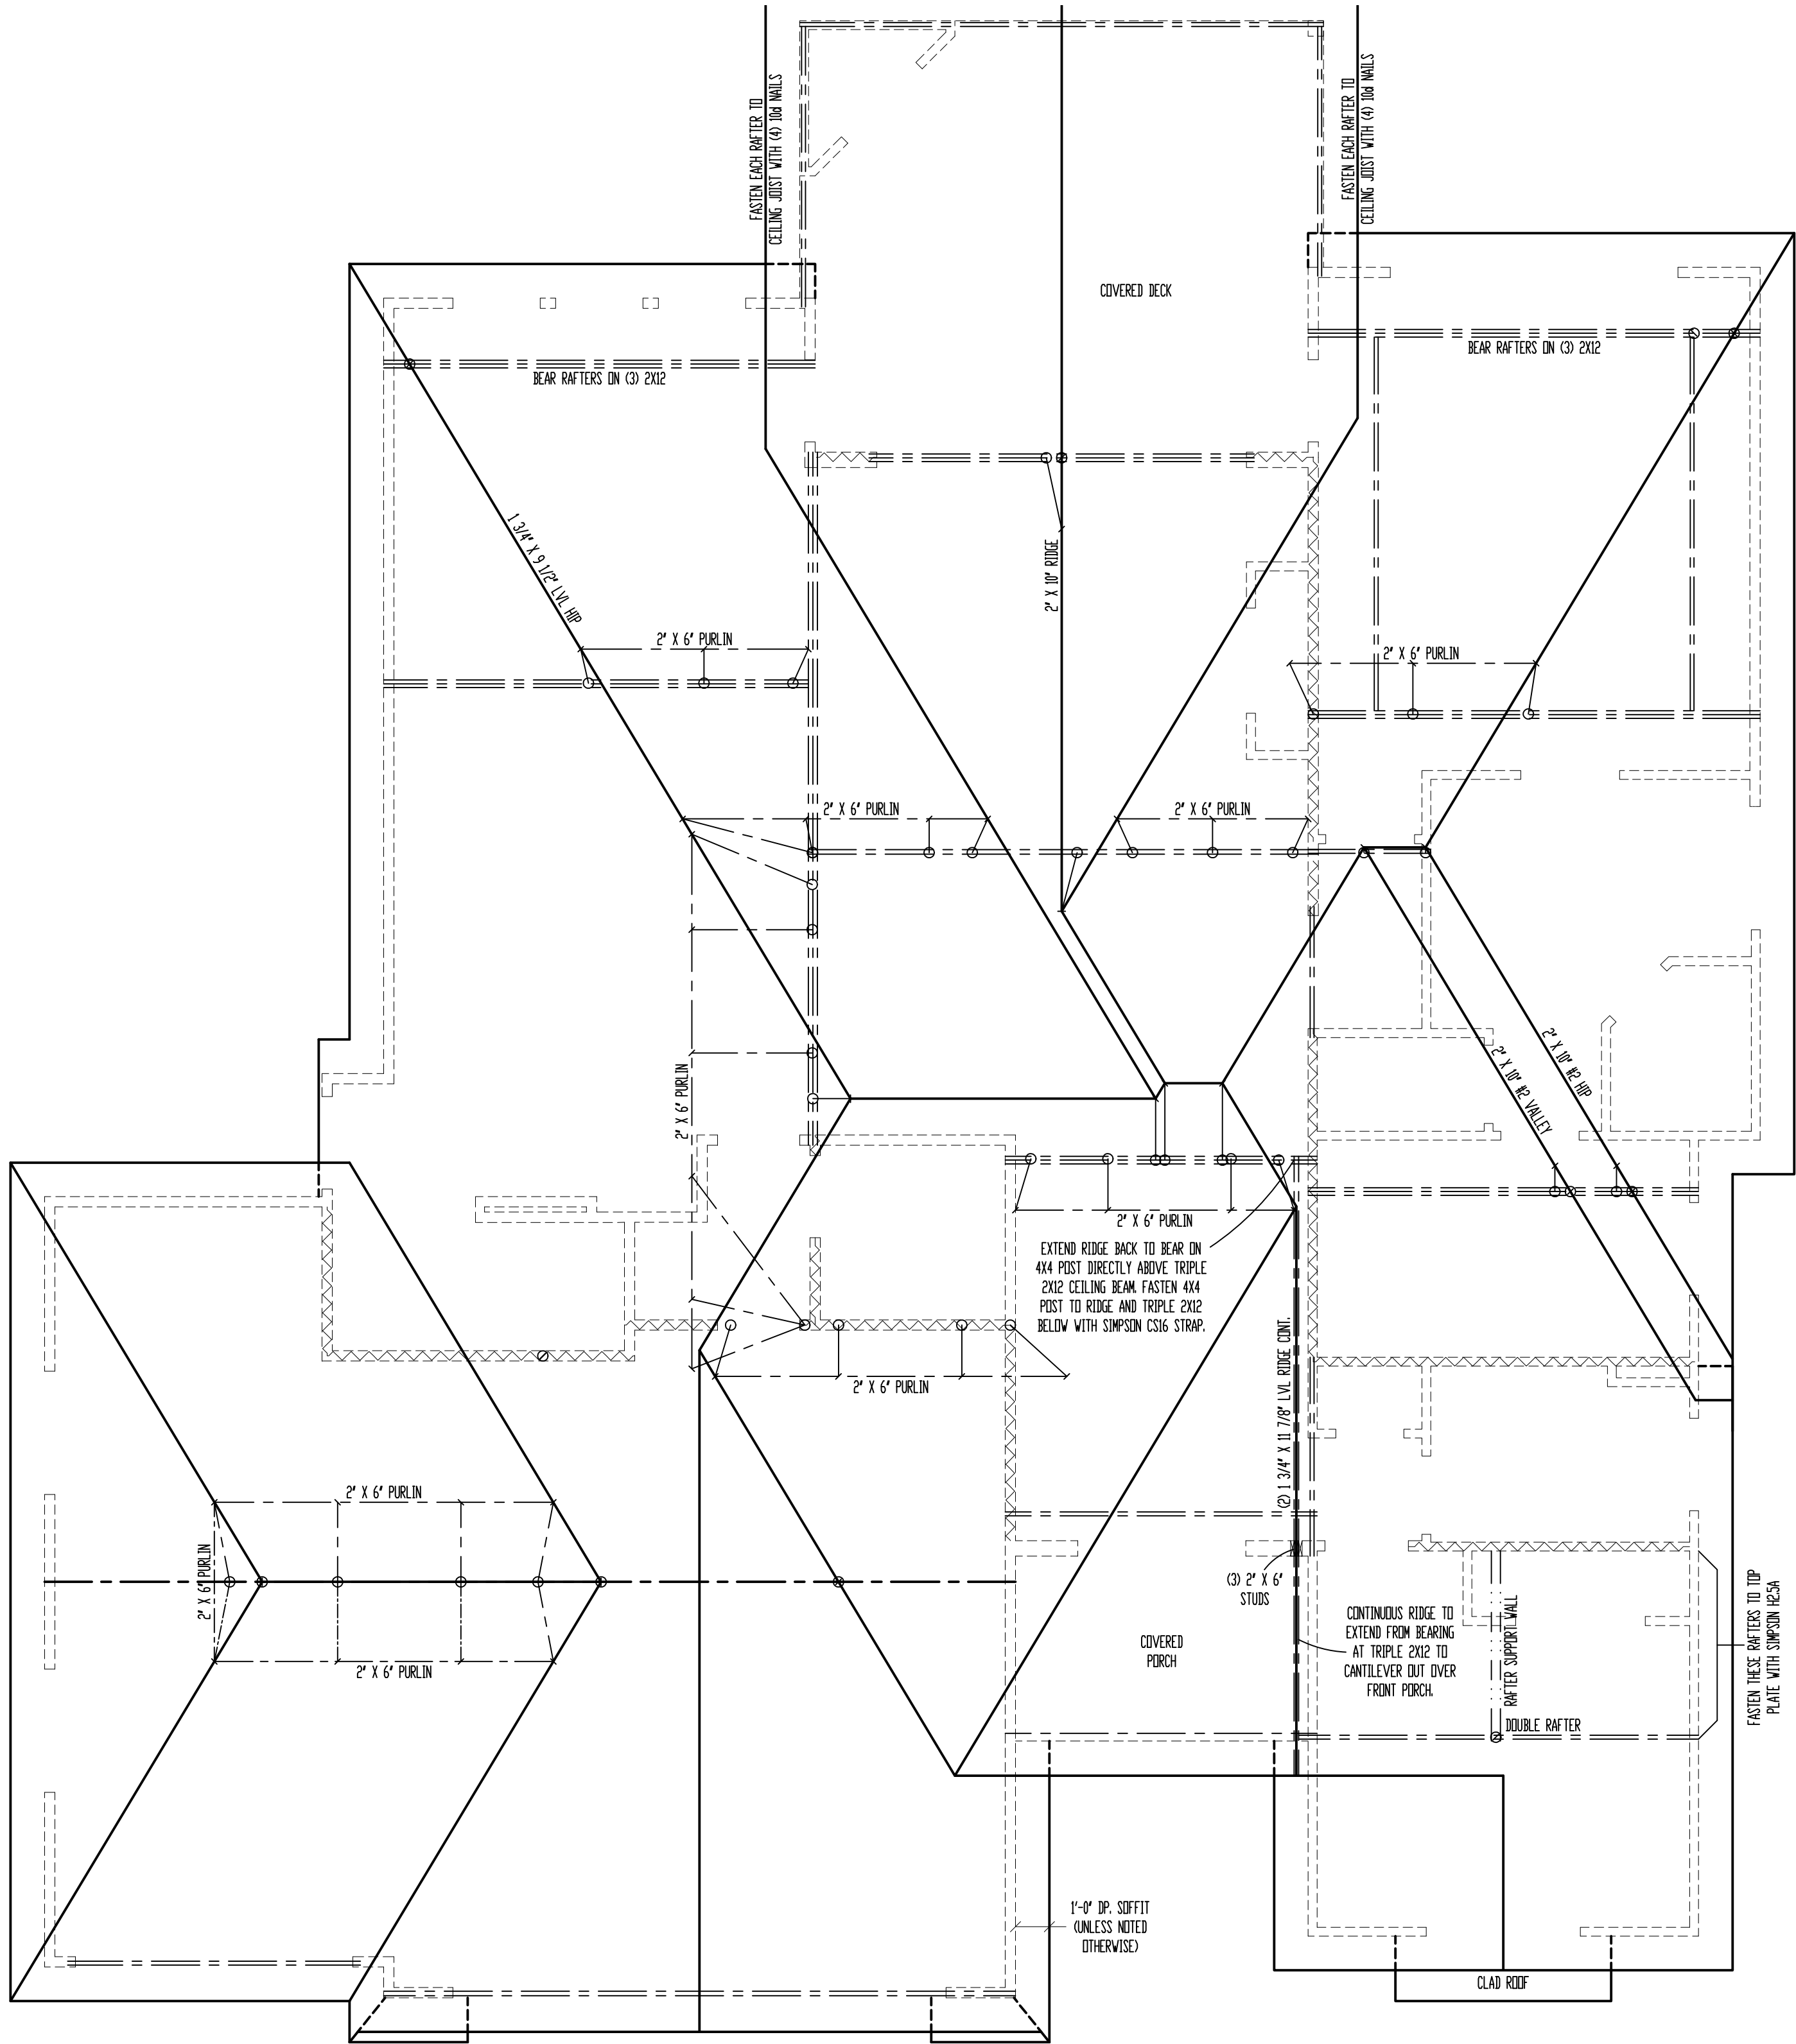 FASTEN EACH RAFTER TO
CEILING JOIST WITH (4) 10d NAILS
FASTEN EACH RAFTER TO
CEILING JOIST WITH (4) 10d NAILS
COVERED DECK
BEAR RAFTERS ON (3) 2X12
BEAR RAFTERS ON (3) 2X12
1 3/4" X 9 1/2" LVL HIP
2" X 10" RIDGE
2" X 6" PURLIN
2" X 6" PURLIN
2" X 6" PURLIN
2" X 6" PURLIN
2" X 6" PURLIN
2" X 10" #2 VALLEY
2" X 10" #2 HIP
2" X 6" PURLIN
EXTEND RIDGE BACK TO BEAR ON
4X4 POST DIRECTLY ABOVE TRIPLE
2X12 CEILING BEAM. FASTEN 4X4
POST TO RIDGE AND TRIPLE 2X12
BELOW WITH SIMPSON CS16 STRAP.
2" X 6" PURLIN
(2) 1 3/4" X 11 7/8" LVL RIDGE CONT.
2" X 6" PURLIN
2" X 6" PURLIN
2" X 6" PURLIN
(3) 2" X 6"
STUDS
COVERED
PORCH
CONTINUOUS RIDGE TO
EXTEND FROM BEARING
AT TRIPLE 2X12 TO
CANTILEVER OUT OVER
FRONT PORCH.
RAFTER SUPPORT WALL
DOUBLE RAFTER
FASTEN THESE RAFTERS TO TOP
PLATE WITH SIMPSON H2.5A
1'-0" DP. SOFFIT
(UNLESS NOTED
OTHERWISE)
CLAD ROOF